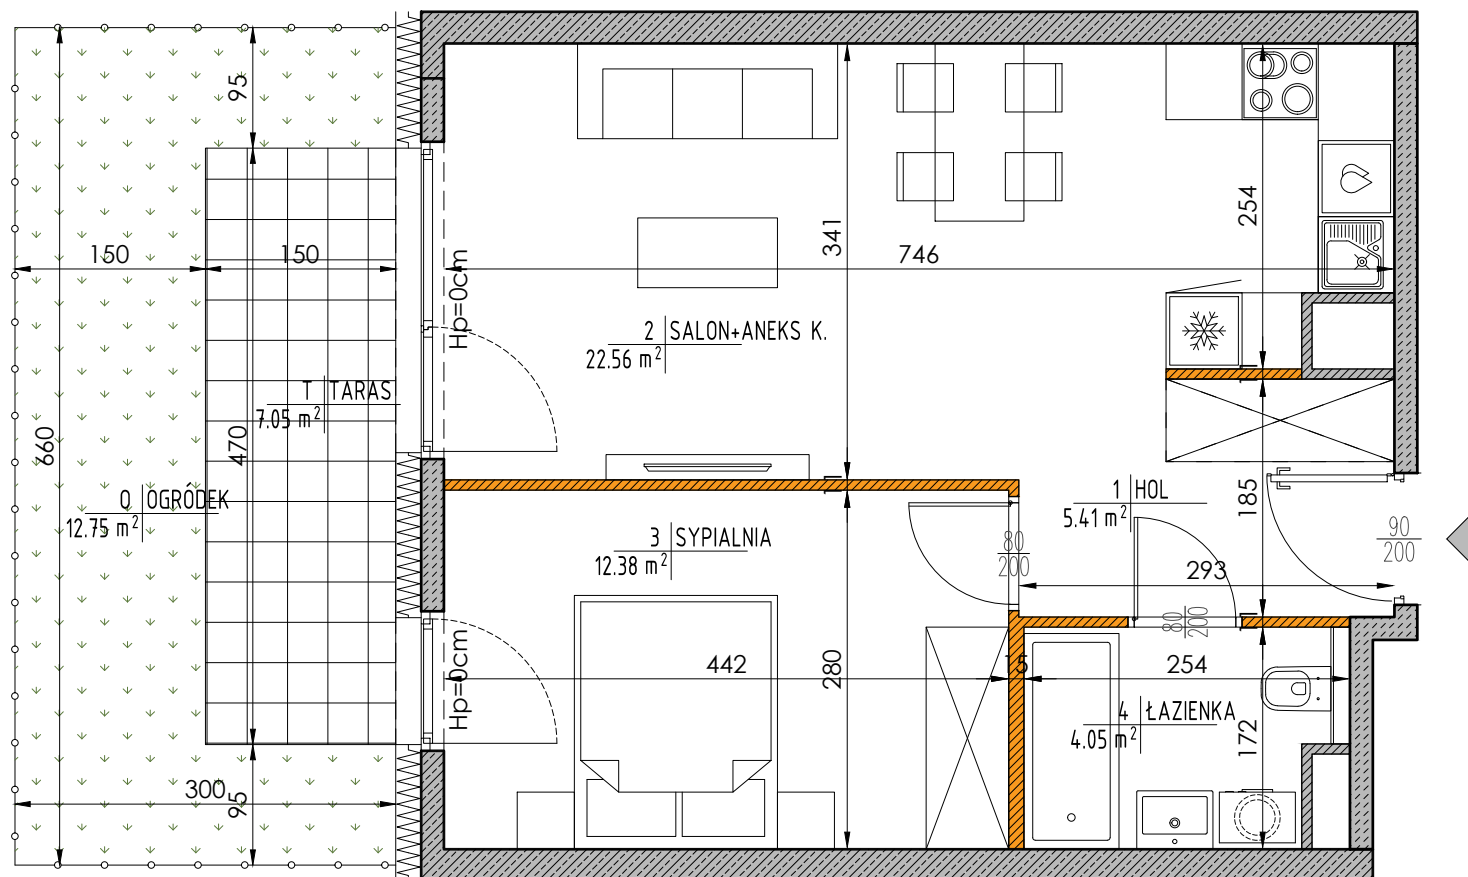 95
150
150
660
470
T TARAS
7.05 m²
O OGRÓDEK
12.75 m²
300
95
Hp=0cm
Hp=0cm
341
746
254
2 SALON+ANEKS K.
22.56 m²
1 HOL
5.41 m²
185
90
200
293
80
200
80
200
3 SYPIALNIA
12.38 m²
442
280
15
254
4 ŁAZIENKA
4.05 m²
172